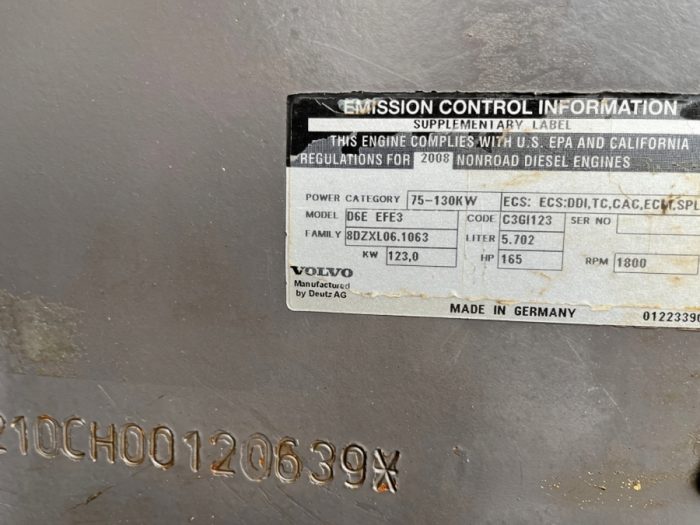 EMISSION CONTROL INFORMATION
SUPPLEMENTARY LABEL
THIS ENGINE COMPLIES WITH U.S. EPA AND CALIFORNIA
REGULATIONS FOR 2008 NONROAD DIESEL ENGINES
POWER CATEGORY 75-130KW ECS: ECS:DDI,TC,CAC,ECM,SPL
MODEL D6E EFE3 CODE C3GI123 SER NO
FAMILY 8DZXL06.1063 LITER 5.702
KW 123,0 HP 165 RPM 1800
VOLVO
Manufactured
by Deutz AG
MADE IN GERMANY 0122339
210CH00120639X